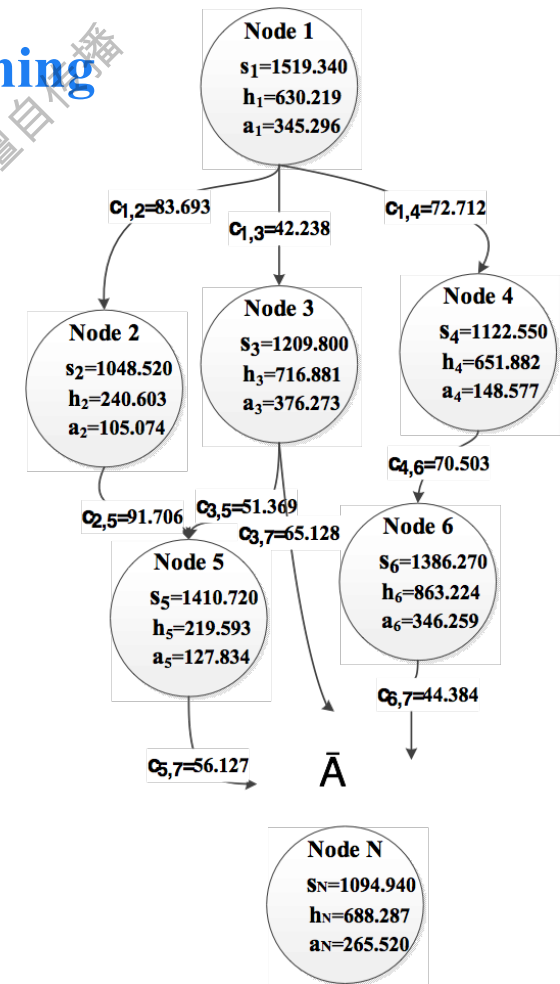 ning
量自传播
Node 1
s₁=1519.340
h₁=630.219
a₁=345.296
c₁,₂=83.693
c₁,₃=42.238
c₁,₄=72.712
Node 2
s₂=1048.520
h₂=240.603
a₂=105.074
Node 3
s₃=1209.800
h₃=716.881
a₃=376.273
Node 4
s₄=1122.550
h₄=651.882
a₄=148.577
c₂,₅=91.706
c₃,₅=51.369
c₃,₇=65.128
c₄,₆=70.503
Node 5
s₅=1410.720
h₅=219.593
a₅=127.834
Node 6
s₆=1386.270
h₆=863.224
a₆=346.259
c₅,₇=56.127
c₆,₇=44.384
Ā
Node N
sN=1094.940
hN=688.287
aN=265.520